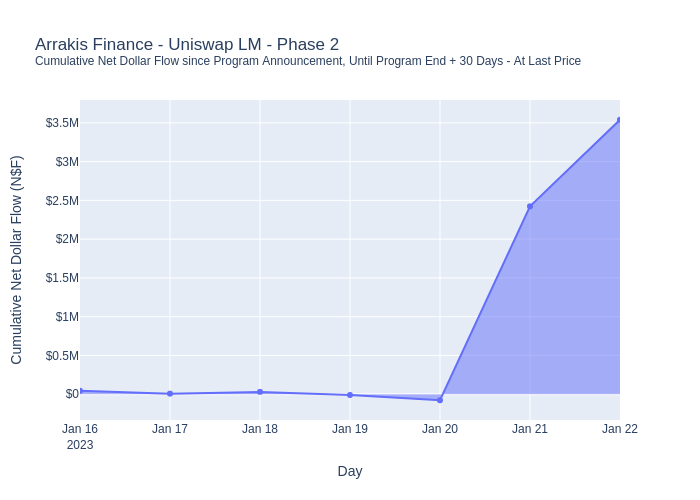 Arrakis Finance - Uniswap LM - Phase 2
Cumulative Net Dollar Flow since Program Announcement, Until Program End + 30 Days - At Last Price
Cumulative Net Dollar Flow (N$F)
$3.5M
$3M
$2.5M
$2M
$1.5M
$1M
$0.5M
$0
Jan 16 Jan 17 Jan 18 Jan 19 Jan 20 Jan 21 Jan 22
2023
Day